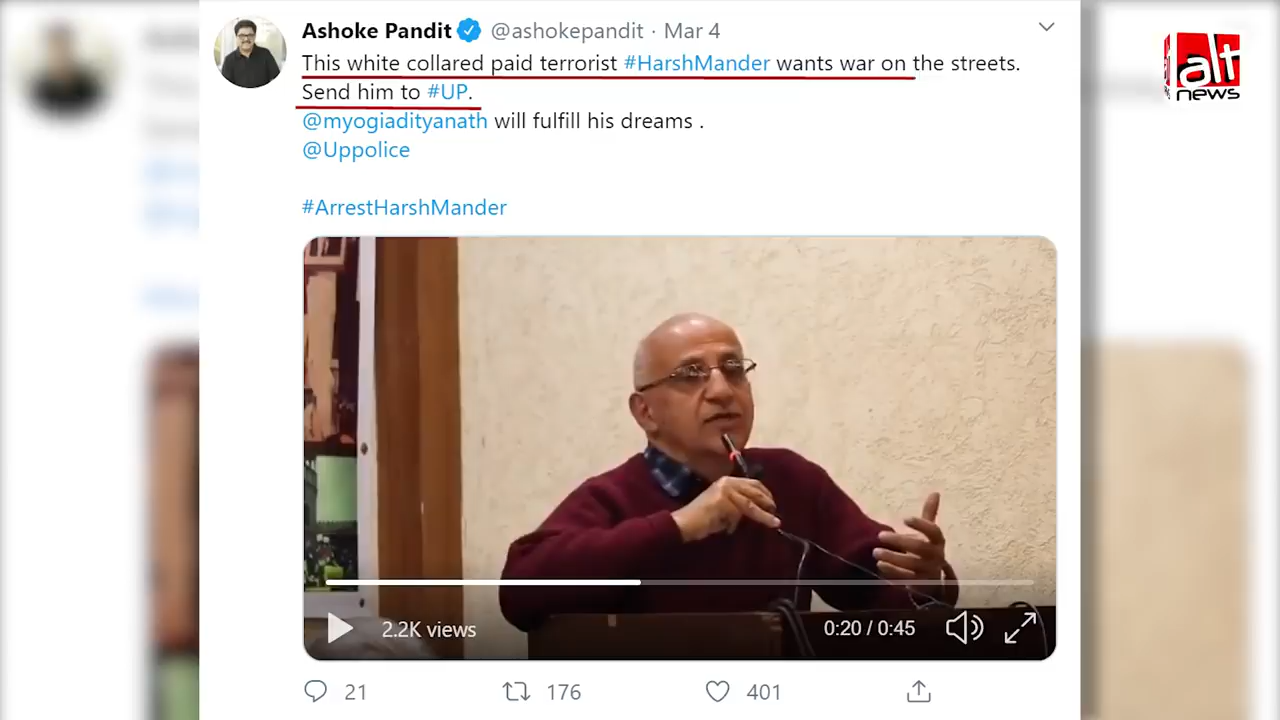 Ashoke Pandit @ashokepandit · Mar 4
This white collared paid terrorist #HarshMander wants war on the streets.
Send him to #UP.
@myogiadityanath will fulfill his dreams .
@Uppolice
#ArrestHarshMander
2.2K views
0:20 / 0:45
21
176
401
alt
news